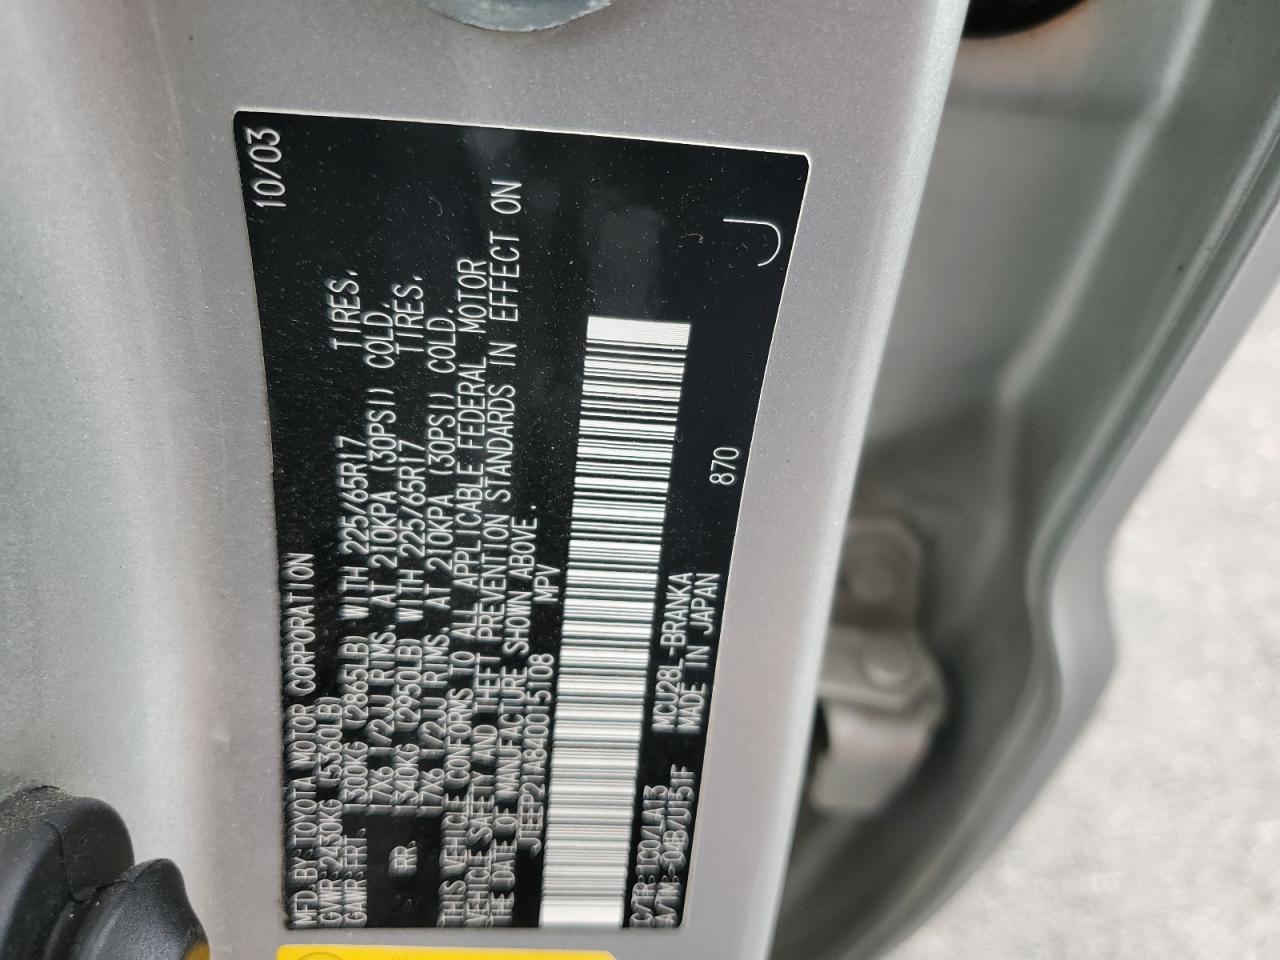 MFD. BY: TOYOTA MOTOR CORPORATION 10/03
GVWR: 2430KG (5360LB)
GAWR: FRT. 1300KG (2865LB) WITH 225/65R17 TIRES.
17X6 1/2JJ RIMS. AT 210KPA (30PSI) COLD.
RR. 1340KG (2950LB) WITH 225/65R17 TIRES.
17X6 1/2JJ RIMS. AT 210KPA (30PSI) COLD.
THIS VEHICLE CONFORMS TO ALL APPLICABLE FEDERAL MOTOR
VEHICLE SAFETY AND THEFT PREVENTION STANDARDS IN EFFECT ON
THE DATE OF MANUFACTURE SHOWN ABOVE.
MPV
C/TR: 1C0/LA13 MCU28L-BRANKA 870
A/TM: -04B/U151F MADE IN JAPAN
J